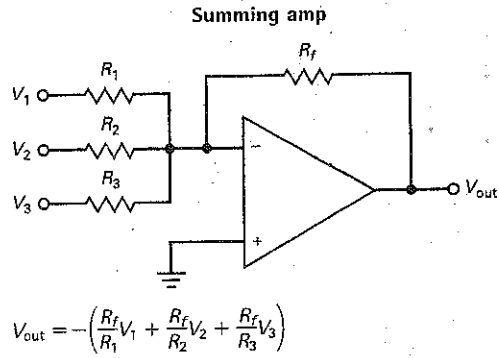 Summing amp
R_f
R_1
V_1
R_2
V_2
−
R_3
V_3
+
V_out
V_out = −(R_f/R_1 V_1 + R_f/R_2 V_2 + R_f/R_3 V_3)